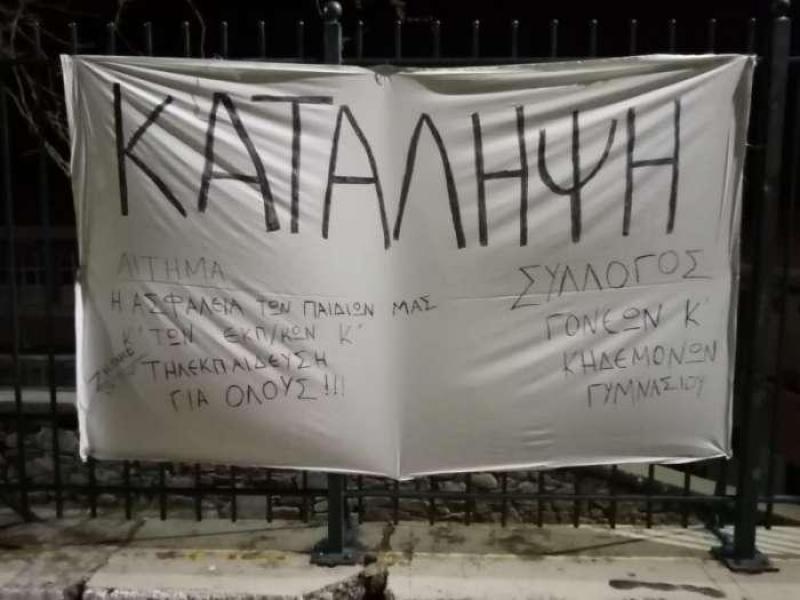 ΚΑΤΑΛΗΨΗ
ΑΙΤΗΜΑ
Η ΑΣΦΑΛΕΙΑ ΤΩΝ ΠΑΙΔΙΩΝ ΜΑΣ
Κ' ΤΩΝ ΕΚΠ/ΚΩΝ Κ'
ΤΗΛΕΚΠΑΙΔΕΥΣΗ
ΓΙΑ ΟΛΟΥΣ!!!
ΣΥΛΛΟΓΟΣ
ΓΟΝΕΩΝ Κ'
ΚΗΔΕΜΟΝΩΝ
ΓΥΜΝΑΣΙΟΥ